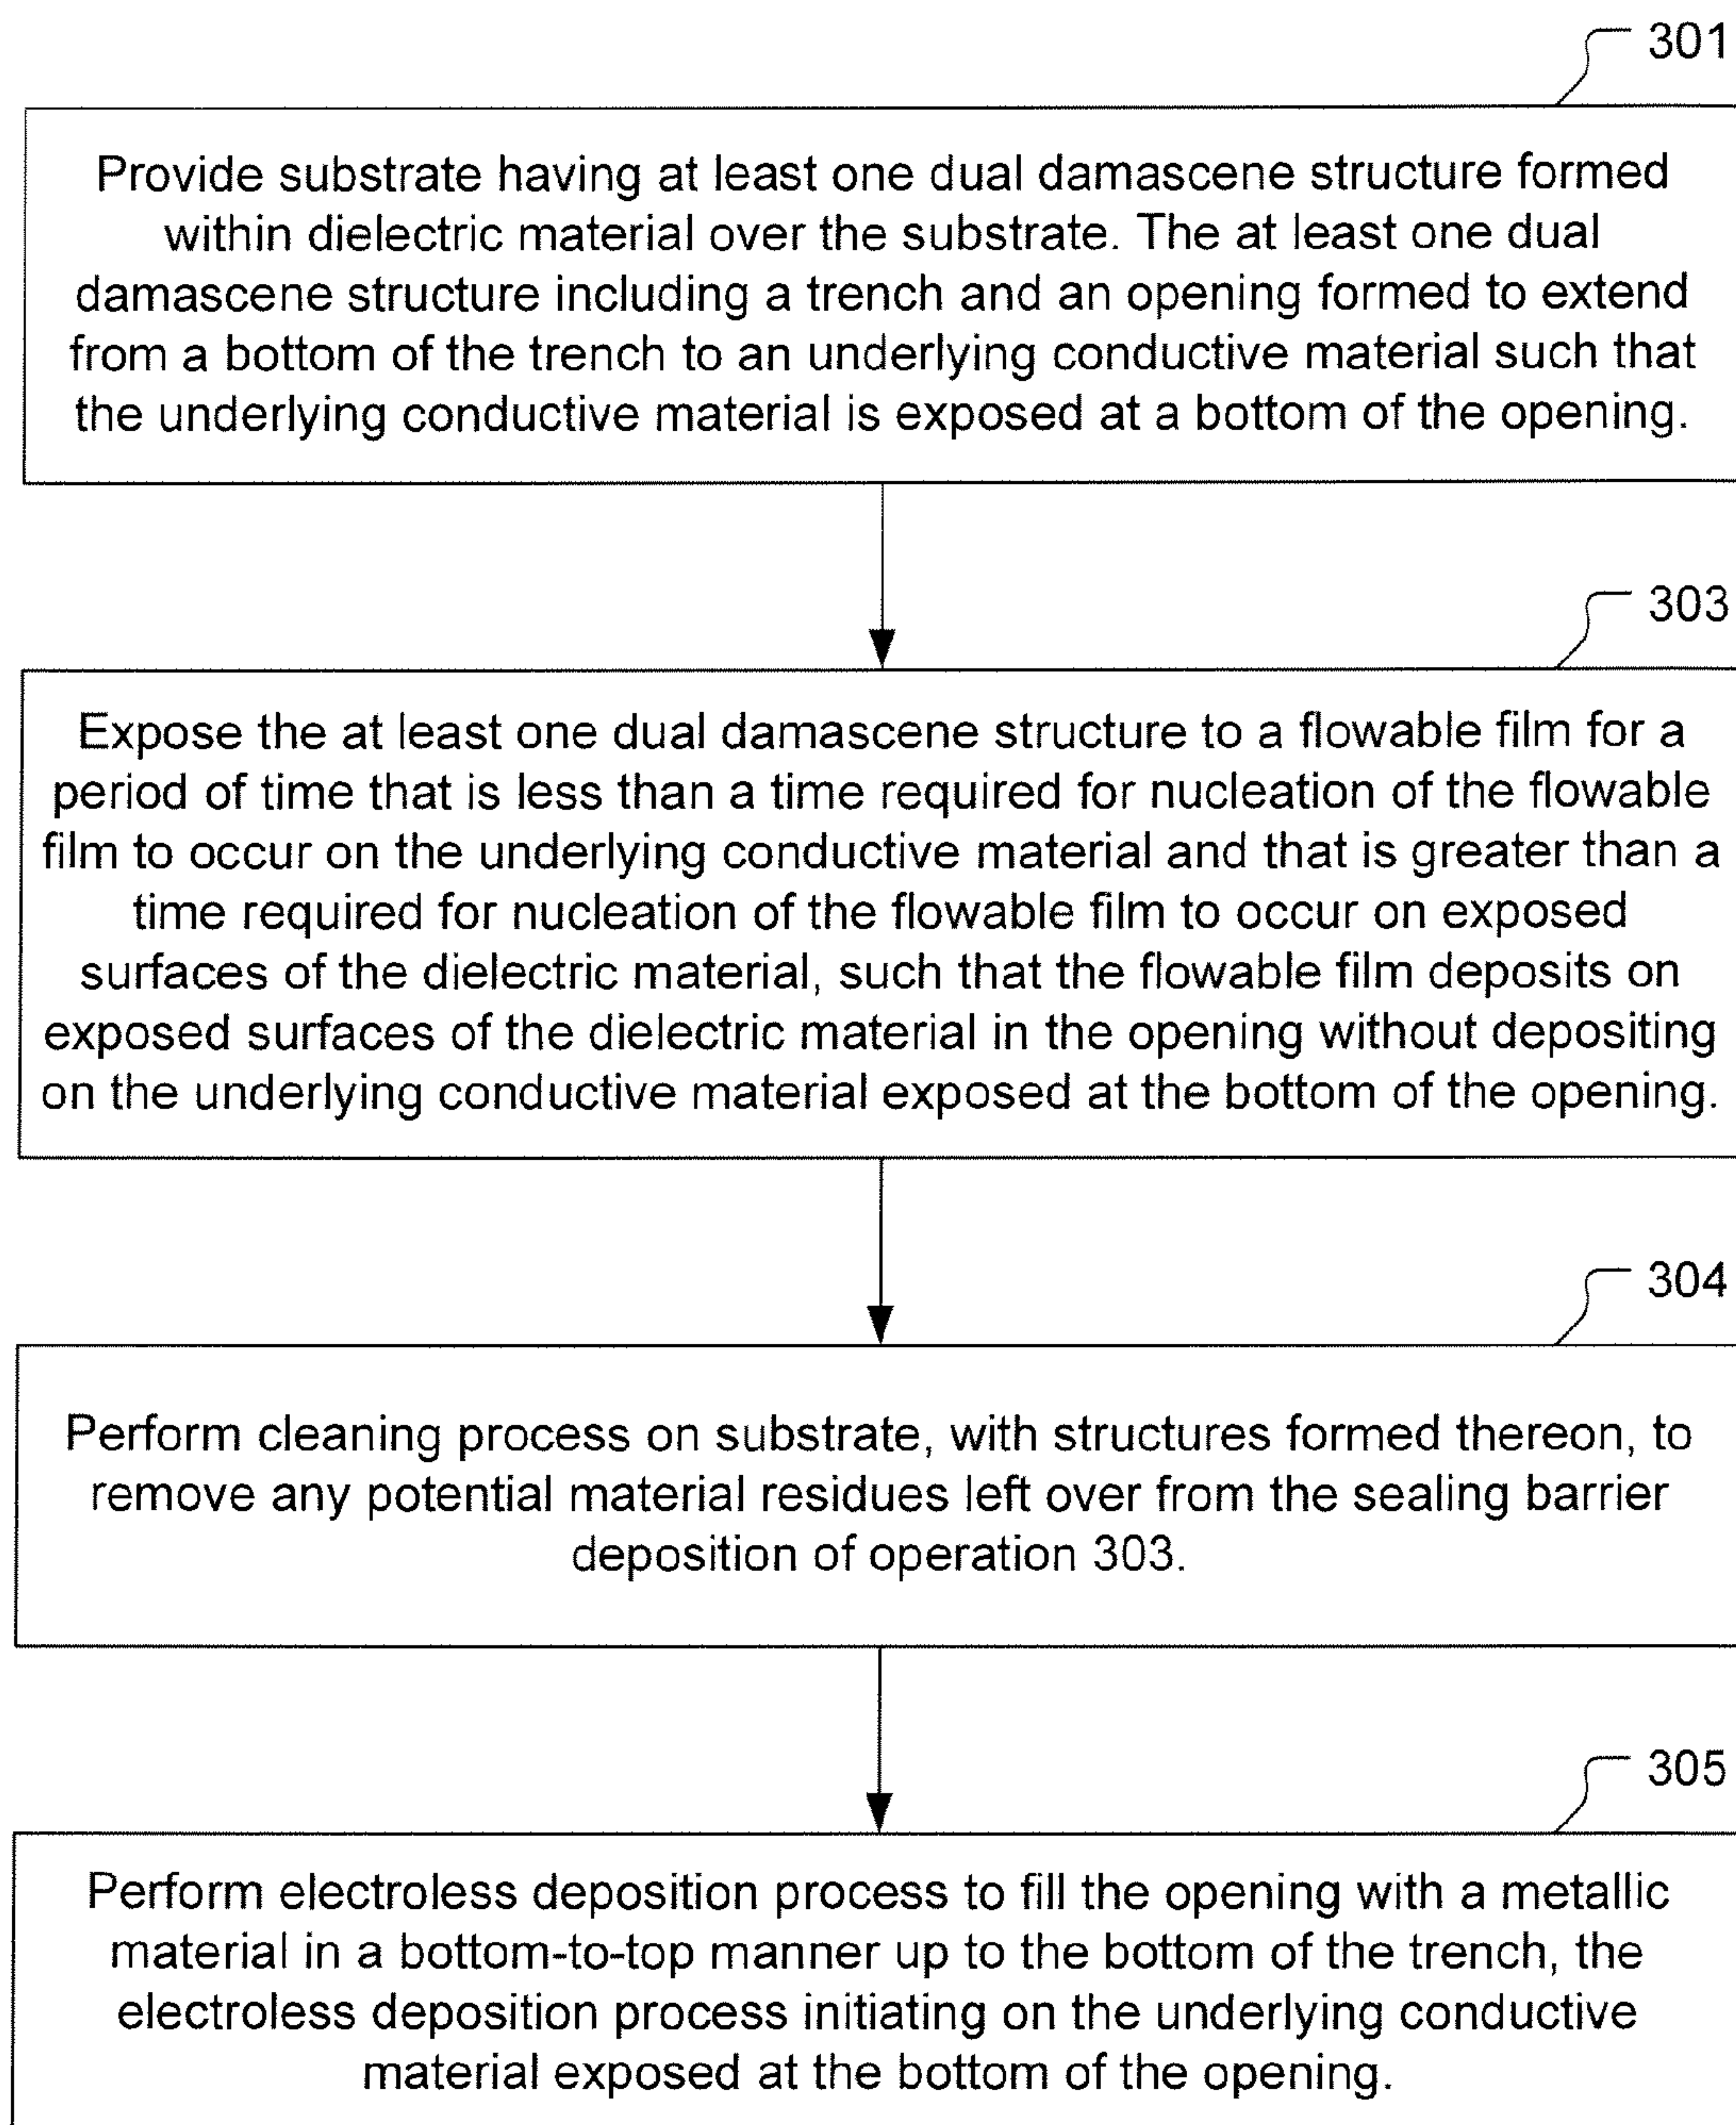 301
Provide substrate having at least one dual damascene structure formed
within dielectric material over the substrate. The at least one dual
damascene structure including a trench and an opening formed to extend
from a bottom of the trench to an underlying conductive material such that
the underlying conductive material is exposed at a bottom of the opening.
303
Expose the at least one dual damascene structure to a flowable film for a
period of time that is less than a time required for nucleation of the flowable
film to occur on the underlying conductive material and that is greater than a
time required for nucleation of the flowable film to occur on exposed
surfaces of the dielectric material, such that the flowable film deposits on
exposed surfaces of the dielectric material in the opening without depositing
on the underlying conductive material exposed at the bottom of the opening.
304
Perform cleaning process on substrate, with structures formed thereon, to
remove any potential material residues left over from the sealing barrier
deposition of operation 303.
305
Perform electroless deposition process to fill the opening with a metallic
material in a bottom-to-top manner up to the bottom of the trench, the
electroless deposition process initiating on the underlying conductive
material exposed at the bottom of the opening.